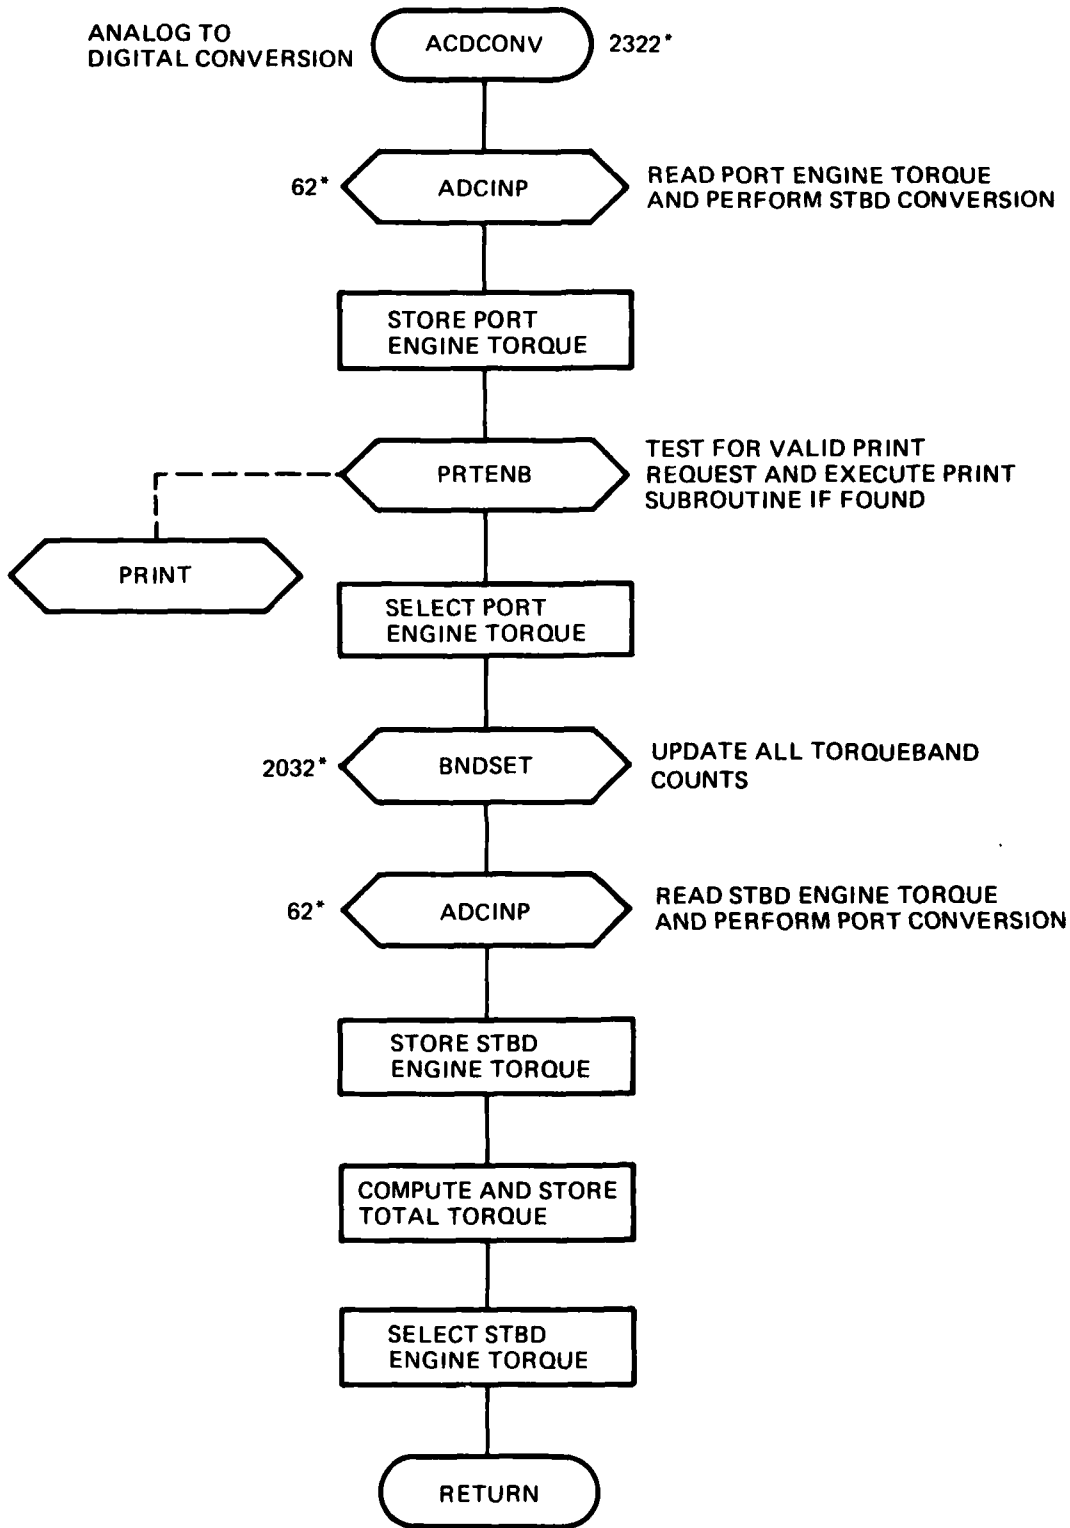 ANALOG TO
DIGITAL CONVERSION
ACDCONV
2322*
62*
ADCINP
READ PORT ENGINE TORQUE
AND PERFORM STBD CONVERSION
STORE PORT
ENGINE TORQUE
PRTENB
TEST FOR VALID PRINT
REQUEST AND EXECUTE PRINT
SUBROUTINE IF FOUND
PRINT
SELECT PORT
ENGINE TORQUE
2032*
BNDSET
UPDATE ALL TORQUEBAND
COUNTS
62*
ADCINP
READ STBD ENGINE TORQUE
AND PERFORM PORT CONVERSION
STORE STBD
ENGINE TORQUE
COMPUTE AND STORE
TOTAL TORQUE
SELECT STBD
ENGINE TORQUE
RETURN